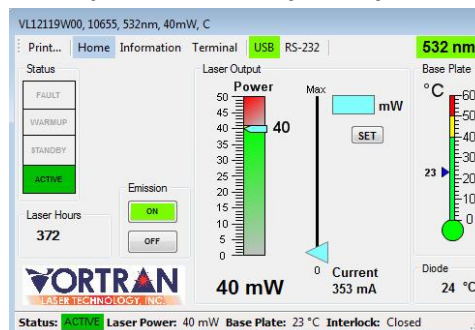 VL12119W00, 10655, 532nm, 40mW, C
Print... Home Information Terminal USB RS-232 532 nm
Status
FAULT
WARMUP
STANDBY
ACTIVE
Laser Hours
372
Emission
ON
OFF
VORTRAN
LASER TECHNOLOGY, INC.
Laser Output
Power
50
45
40
35
30
25
20
15
10
5
0
40
40 mW
Max
0
mW
SET
Current
353 mA
Base Plate
°C
60
50
40
30
20
10
0
23
Diode
24 °C
Status: ACTIVE Laser Power: 40 mW Base Plate: 23 °C Interlock: Closed